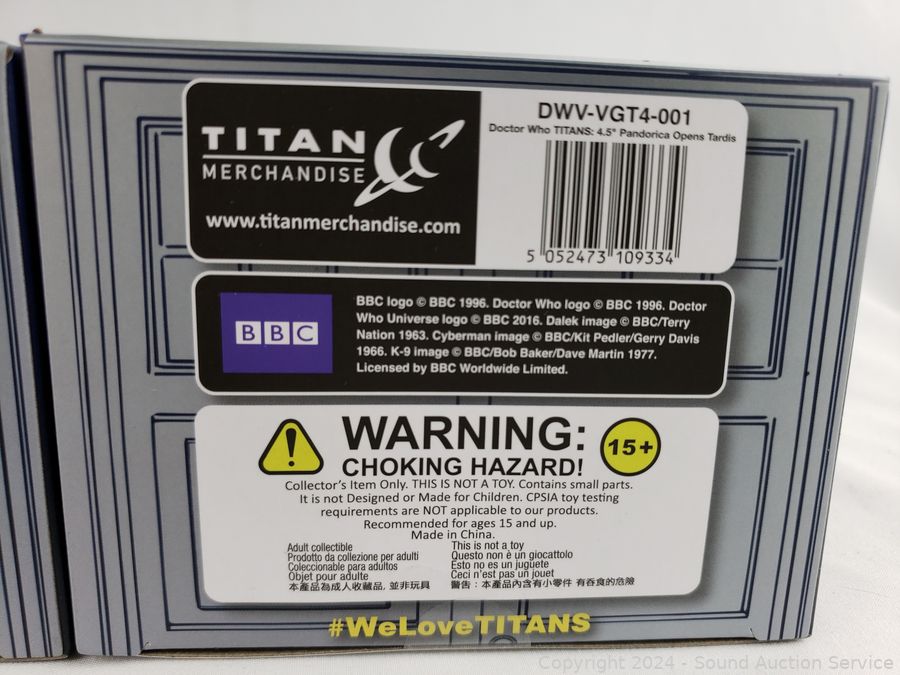 TITAN
MERCHANDISE
www.titanmerchandise.com
DWV-VGT4-001
Doctor Who TITANS: 4.5" Pandorica Opens Tardis
5 052473 109334
BBC
BBC logo © BBC 1996. Doctor Who logo © BBC 1996. Doctor
Who Universe logo © BBC 2016. Dalek image © BBC/Terry
Nation 1963. Cyberman image © BBC/Kit Pedler/Gerry Davis
1966. K-9 image © BBC/Bob Baker/Dave Martin 1977.
Licensed by BBC Worldwide Limited.
WARNING:
CHOKING HAZARD!
15+
Collector's Item Only. THIS IS NOT A TOY. Contains small parts.
It is not Designed or Made for Children. CPSIA toy testing
requirements are NOT applicable to our products.
Recommended for ages 15 and up.
Made in China.
Adult collectible
Prodotto da collezione per adulti
Coleccionable para adultos
Objet pour adulte
本產品為成人收藏品, 並非玩具
This is not a toy
Questo non è un giocattolo
Esto no es un juguete
Ceci n'est pas un jouet
警告：本產品內含有小零件 有吞食的危險
#WeLoveTITANS
Copyright 2024 - Sound Auction Service